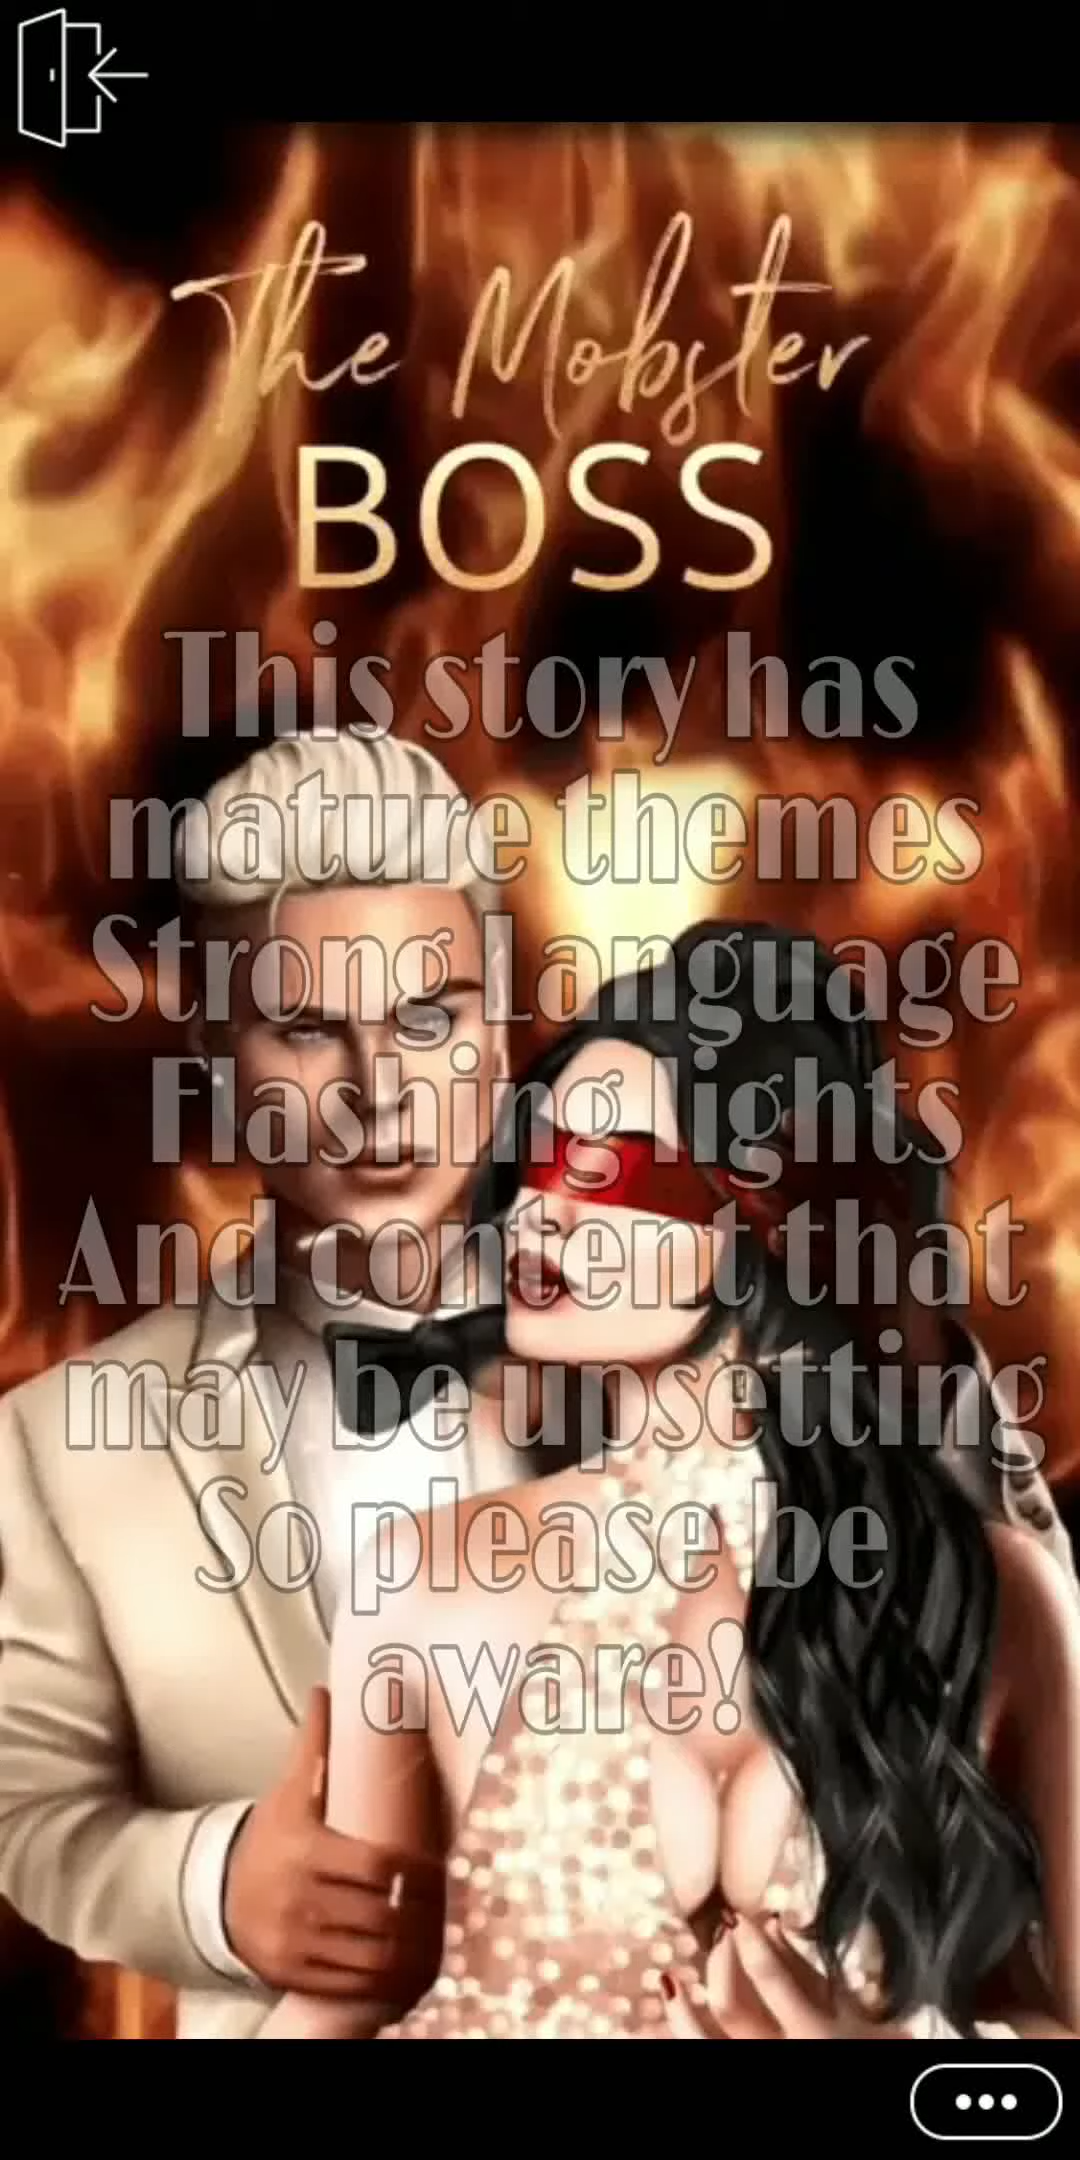 The Mobster
BOSS
This story has
mature themes
Strong Language
Flashing lights
And content that
may be upsetting
So please be
aware!